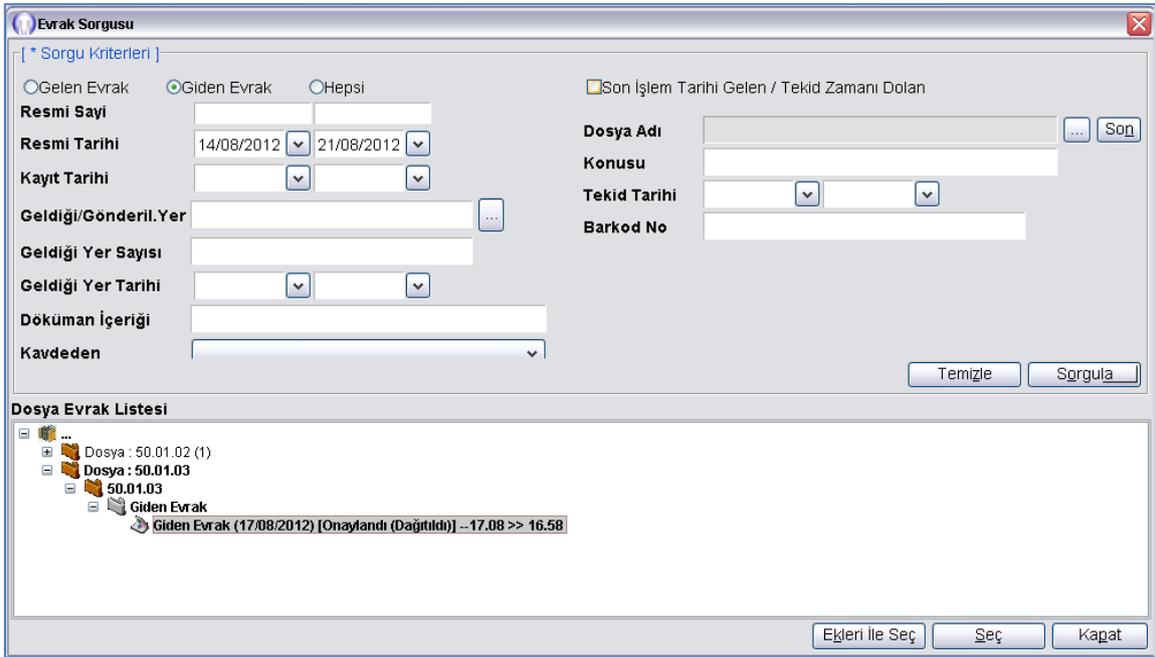 Evrak Sorgusu
[ * Sorgu Kriterleri ]
Gelen Evrak Giden Evrak Hepsi
Son İşlem Tarihi Gelen / Tekid Zamanı Dolan
Resmi Sayi
Resmi Tarihi 14/08/2012 21/08/2012
Kayıt Tarihi
Geldiği/Gönderil.Yer ...
Geldiği Yer Sayısı
Geldiği Yer Tarihi
Döküman İçeriği
Kavdeden
Dosya Adı ... Son
Konusu
Tekid Tarihi
Barkod No
Temizle Sorgula
Dosya Evrak Listesi
...
Dosya : 50.01.02 (1)
Dosya : 50.01.03
50.01.03
Giden Evrak
Giden Evrak (17/08/2012) [Onaylandı (Dağıtıldı)] --17.08 >> 16.58
Ekleri İle Seç Seç Kapat